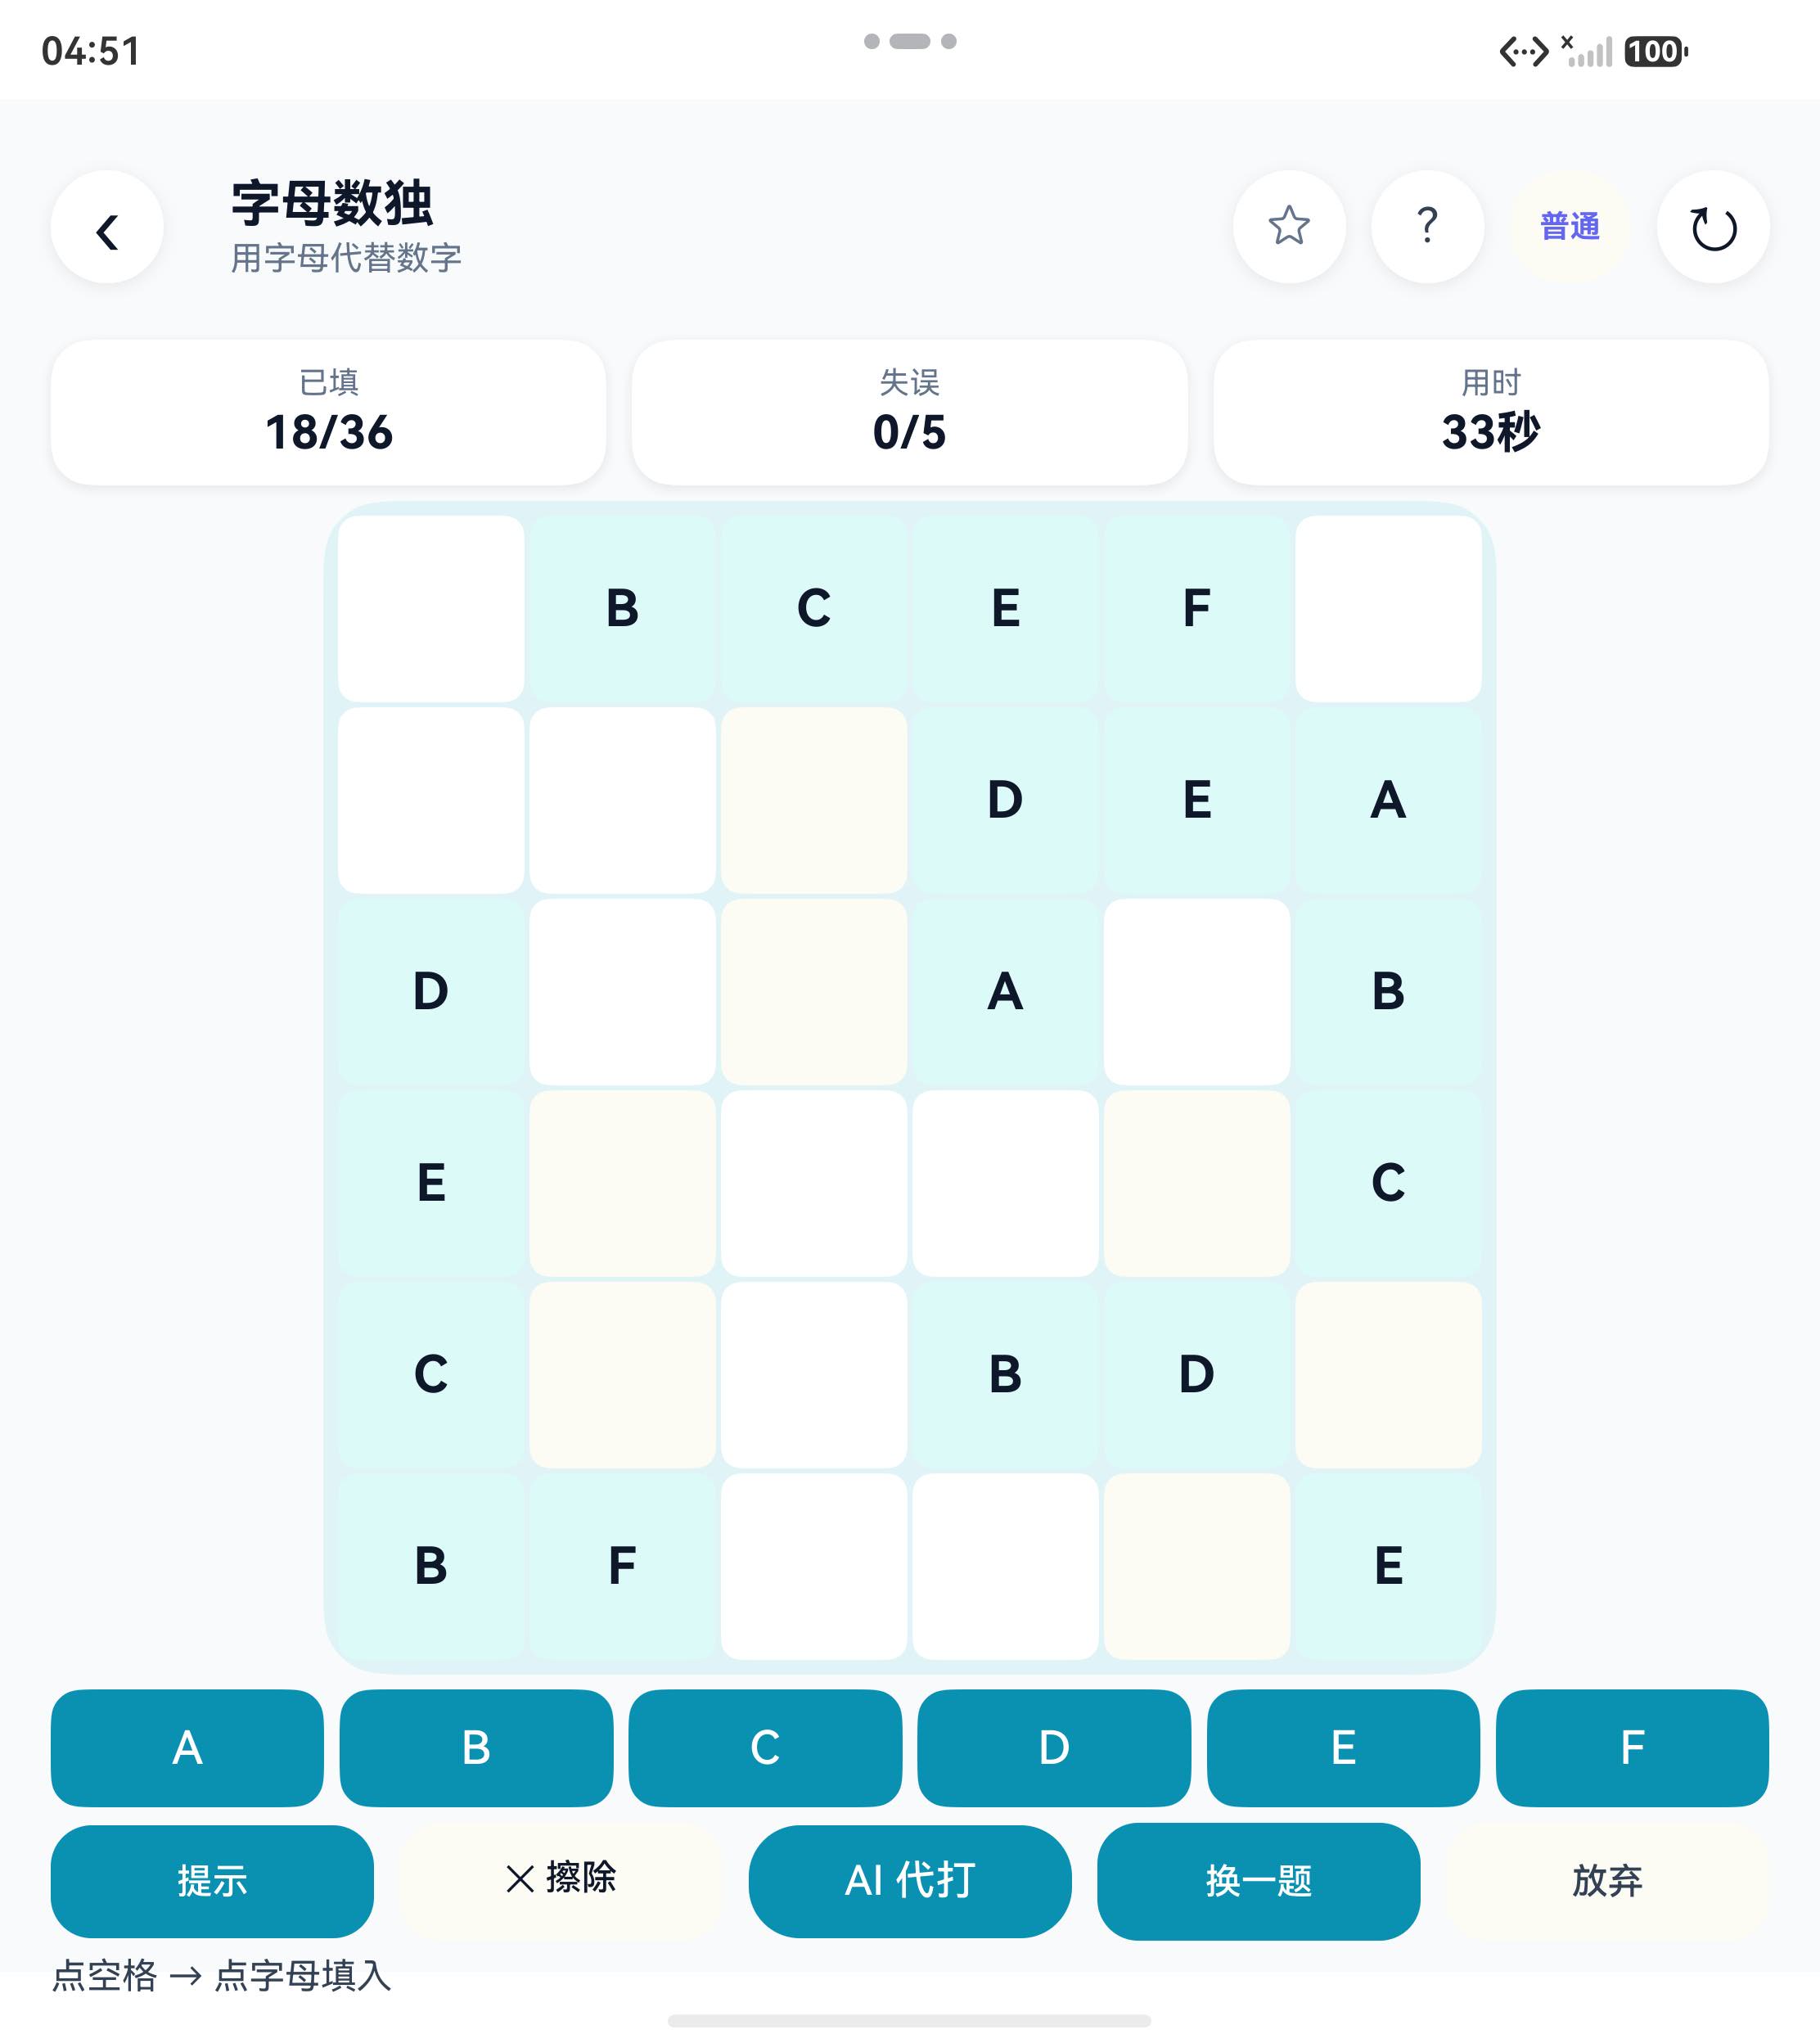 04:51
100
字母数独
用字母代替数字
?
普通
已填
18/36
失误
0/5
用时
33秒
B C E F
D E A
D A B
E C
C B D
B F E
A B C D E F
提示 × 擦除 AI 代打 换一题 放弃
点空格 → 点字母填入